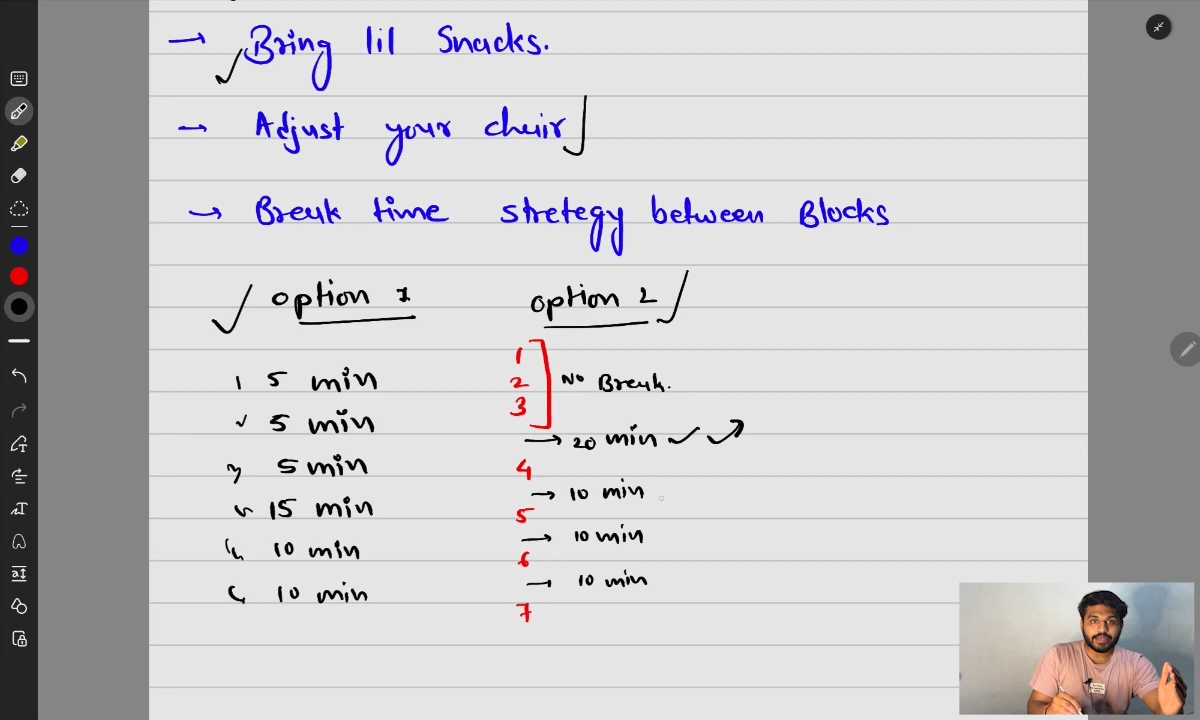 → Bring lil Snacks.
→ Adjust your chair
→ Break time stretegy between Blocks
option 1
option 2
1 5 min
5 min
5 min
15 min
10 min
10 min
1
2
3
No Break.
→ 20 min
4
→ 10 min
5
→ 10 min
6
→ 10 min
7